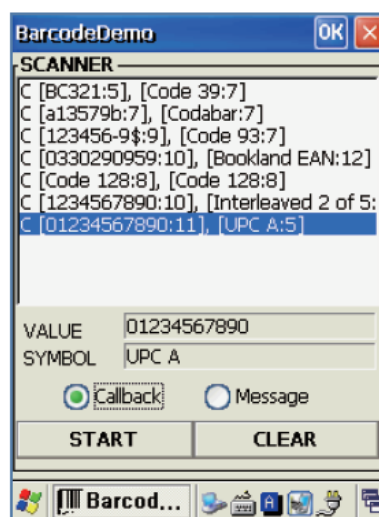 BarcodeDemo OK
SCANNER
C [BC321:5], [Code 39:7]
C [a13579b:7], [Codabar:7]
C [123456-9$:9], [Code 93:7]
C [0330290959:10], [Bookland EAN:12]
C [Code 128:8], [Code 128:8]
C [1234567890:10], [Interleaved 2 of 5:
C [01234567890:11], [UPC A:5]
VALUE 01234567890
SYMBOL UPC A
Callback Message
START CLEAR
Barcod... A